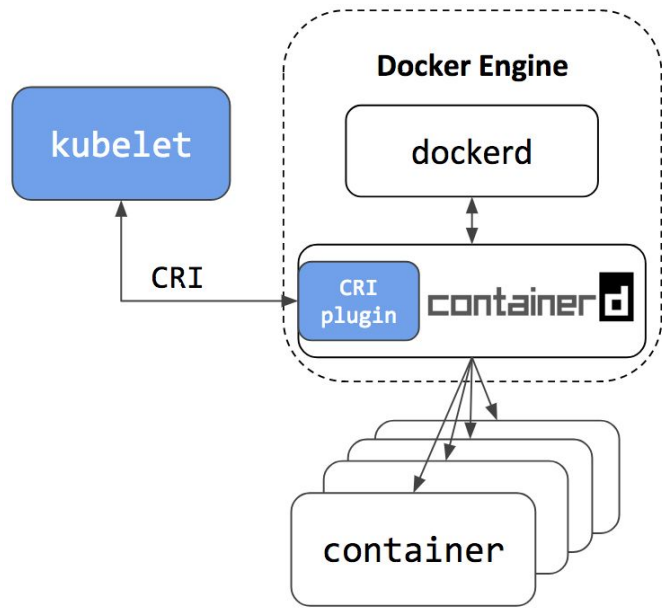 Docker Engine
kubelet
dockerd
CRI
CRI
plugin
containerd
container